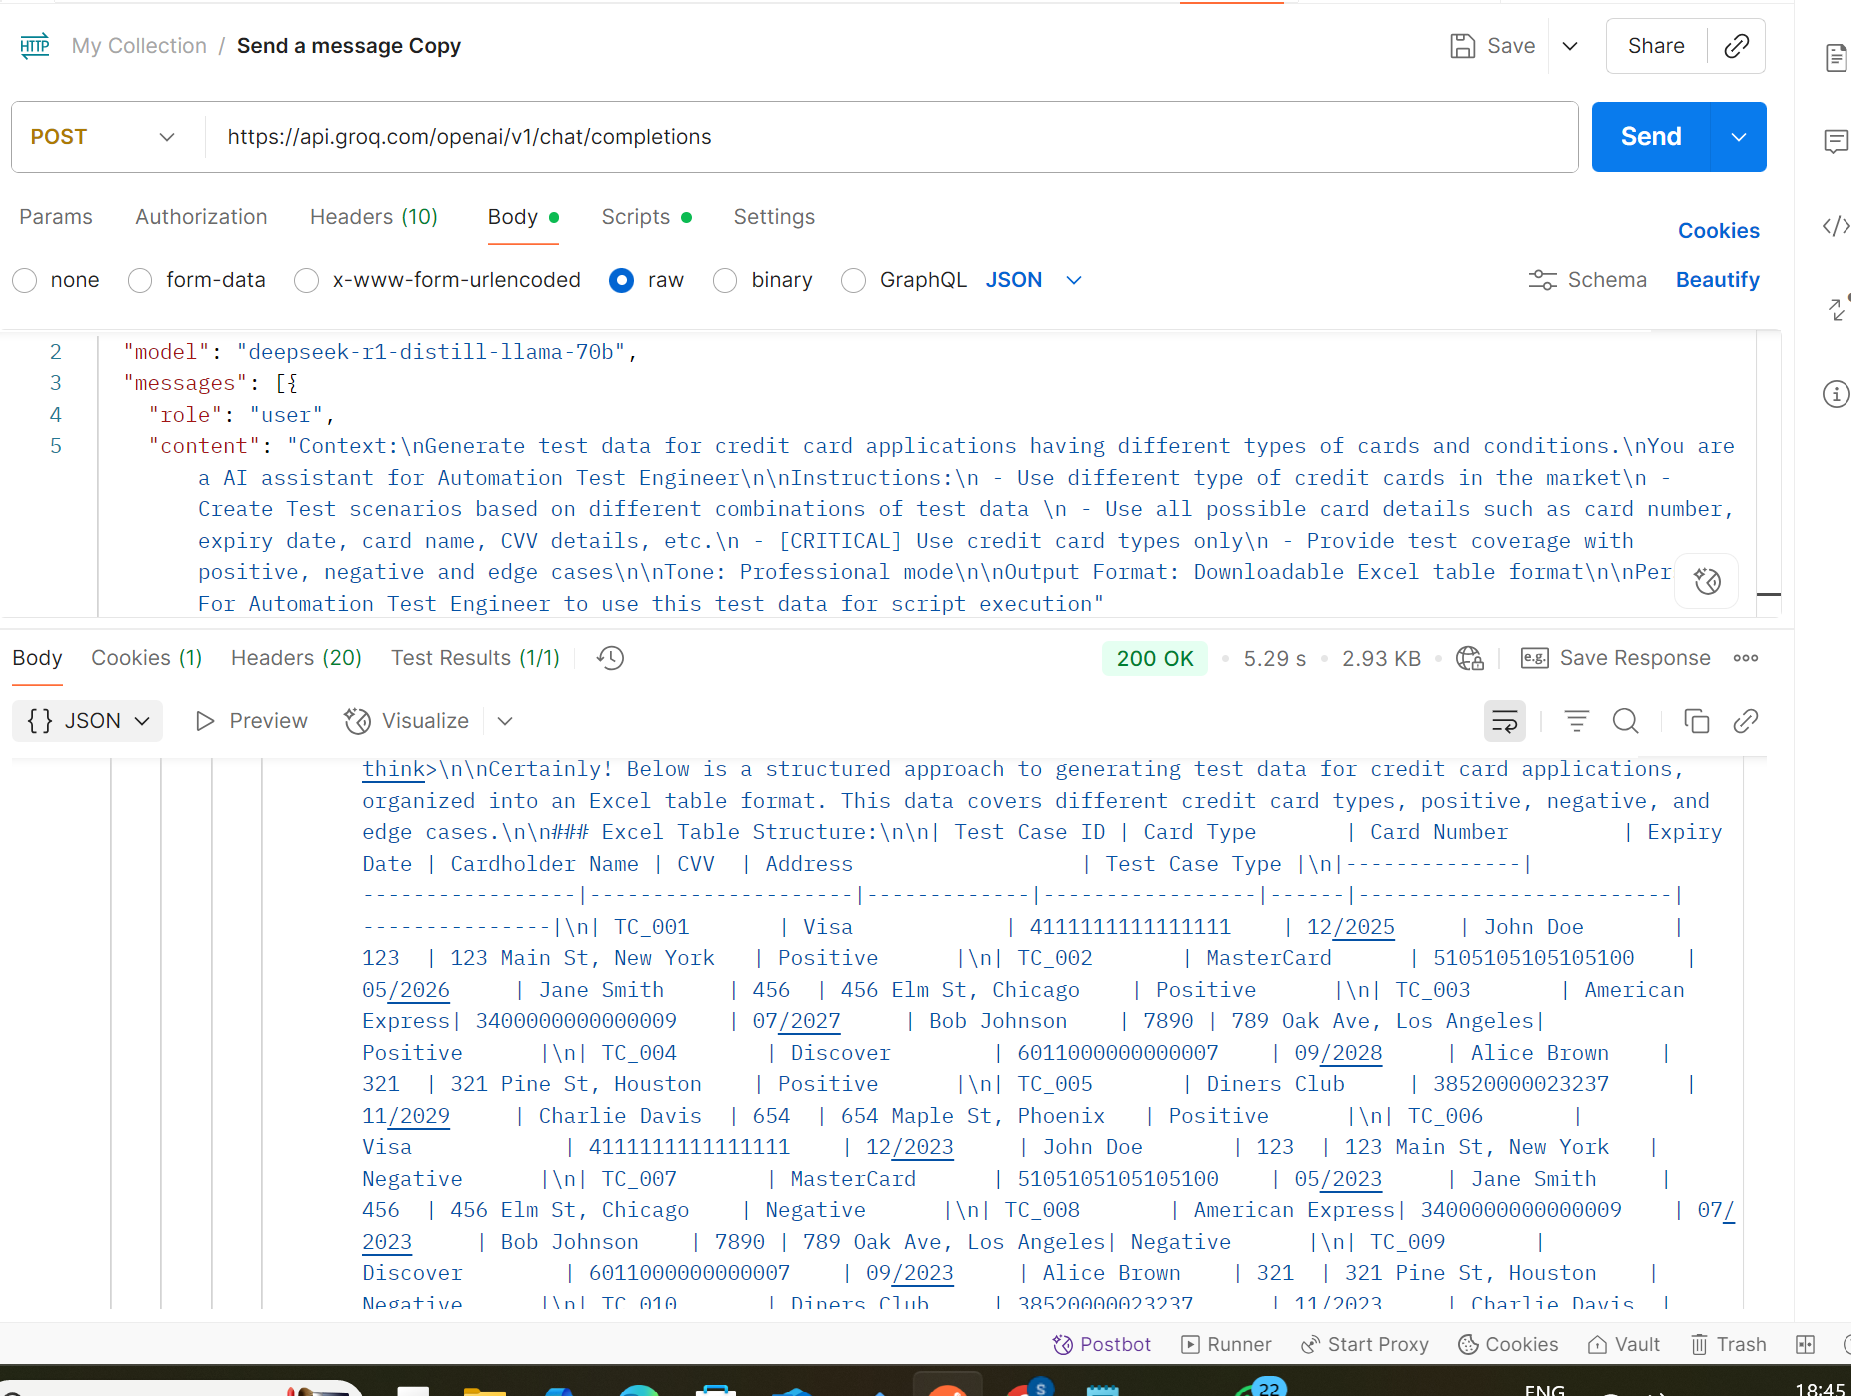 HTTP My Collection / Send a message Copy Save Share
POST https://api.groq.com/openai/v1/chat/completions Send
Params Authorization Headers (10) Body Scripts Settings Cookies
none form-data x-www-form-urlencoded raw binary GraphQL JSON Schema Beautify
2 "model": "deepseek-r1-distill-llama-70b",
3 "messages": [{
4 "role": "user",
5 "content": "Context:\nGenerate test data for credit card applications having different types of cards and conditions.\nYou are
a AI assistant for Automation Test Engineer\n\nInstructions:\n - Use different type of credit cards in the market\n -
Create Test scenarios based on different combinations of test data \n - Use all possible card details such as card number,
expiry date, card name, CVV details, etc.\n - [CRITICAL] Use credit card types only\n - Provide test coverage with
positive, negative and edge cases\n\nTone: Professional mode\n\nOutput Format: Downloadable Excel table format\n\nPer
For Automation Test Engineer to use this test data for script execution"
Body Cookies (1) Headers (20) Test Results (1/1) 200 OK 5.29 s 2.93 KB e.g. Save Response
{} JSON Preview Visualize
think>\n\nCertainly! Below is a structured approach to generating test data for credit card applications,
organized into an Excel table format. This data covers different credit card types, positive, negative, and
edge cases.\n\n### Excel Table Structure:\n\n| Test Case ID | Card Type | Card Number | Expiry
Date | Cardholder Name | CVV | Address | Test Case Type |\n|--------------|
-----------------|---------------------|-------------|-----------------|------|-------------------------|
---------------|\n| TC_001 | Visa | 4111111111111111 | 12/2025 | John Doe |
123 | 123 Main St, New York | Positive |\n| TC_002 | MasterCard | 5105105105105100 |
05/2026 | Jane Smith | 456 | 456 Elm St, Chicago | Positive |\n| TC_003 | American
Express| 3400000000000009 | 07/2027 | Bob Johnson | 7890 | 789 Oak Ave, Los Angeles|
Positive |\n| TC_004 | Discover | 6011000000000007 | 09/2028 | Alice Brown |
321 | 321 Pine St, Houston | Positive |\n| TC_005 | Diners Club | 38520000023237 |
11/2029 | Charlie Davis | 654 | 654 Maple St, Phoenix | Positive |\n| TC_006 |
Visa | 4111111111111111 | 12/2023 | John Doe | 123 | 123 Main St, New York |
Negative |\n| TC_007 | MasterCard | 5105105105105100 | 05/2023 | Jane Smith |
456 | 456 Elm St, Chicago | Negative |\n| TC_008 | American Express| 3400000000000009 | 07/
2023 | Bob Johnson | 7890 | 789 Oak Ave, Los Angeles| Negative |\n| TC_009 |
Discover | 6011000000000007 | 09/2023 | Alice Brown | 321 | 321 Pine St, Houston |
Negative |\n| TC_010 | Diners Club | 38520000023237 | 11/2023 | Charlie Davis |
Postbot Runner Start Proxy Cookies Vault Trash
S 22 ENG 18:45